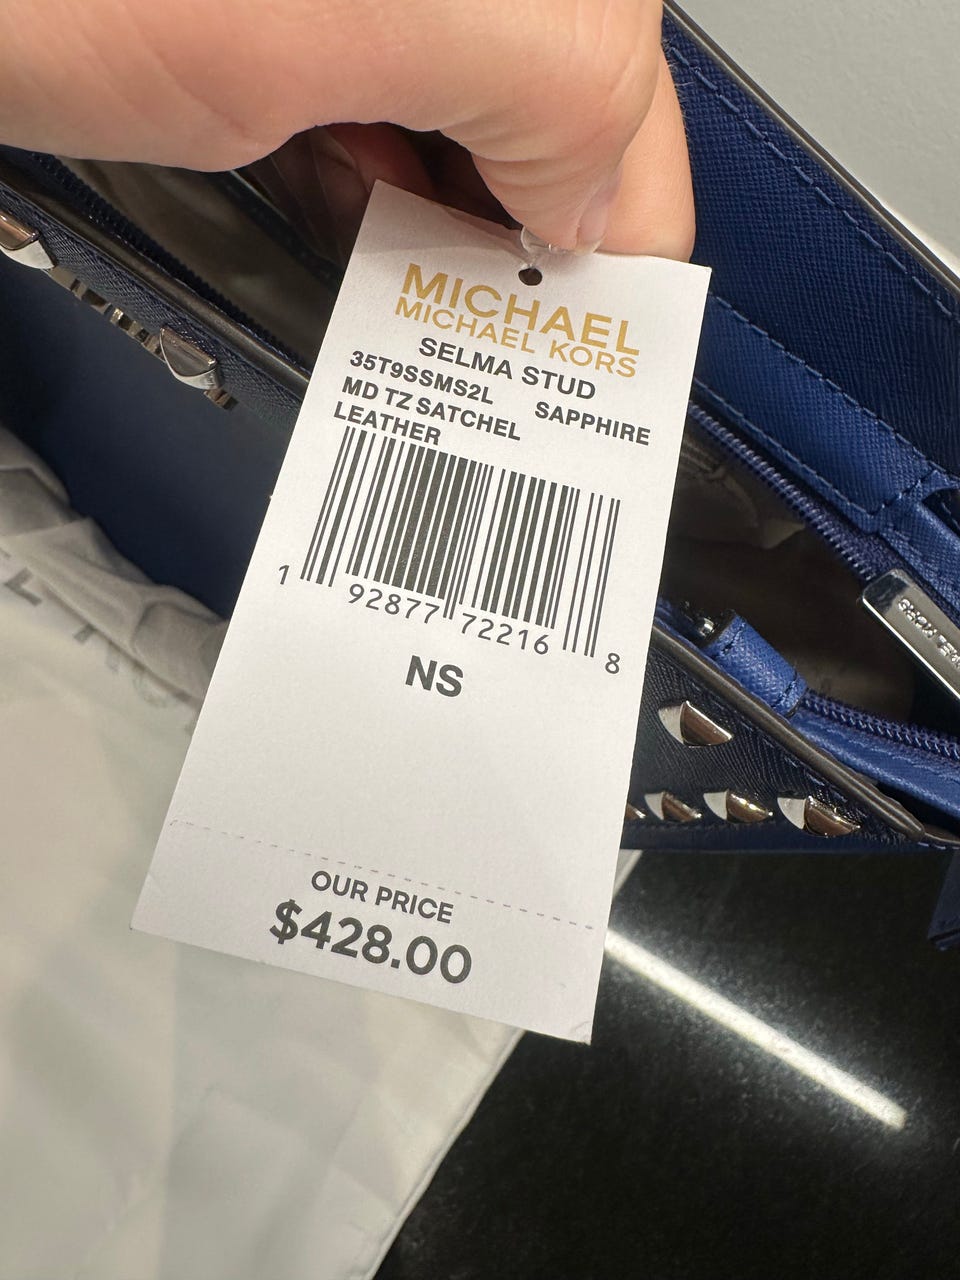 MICHAEL
MICHAEL KORS
SELMA STUD
35T9SSMS2L SAPPHIRE
MD TZ SATCHEL
LEATHER
1 92877 72216 8
NS
OUR PRICE
$428.00
KORS